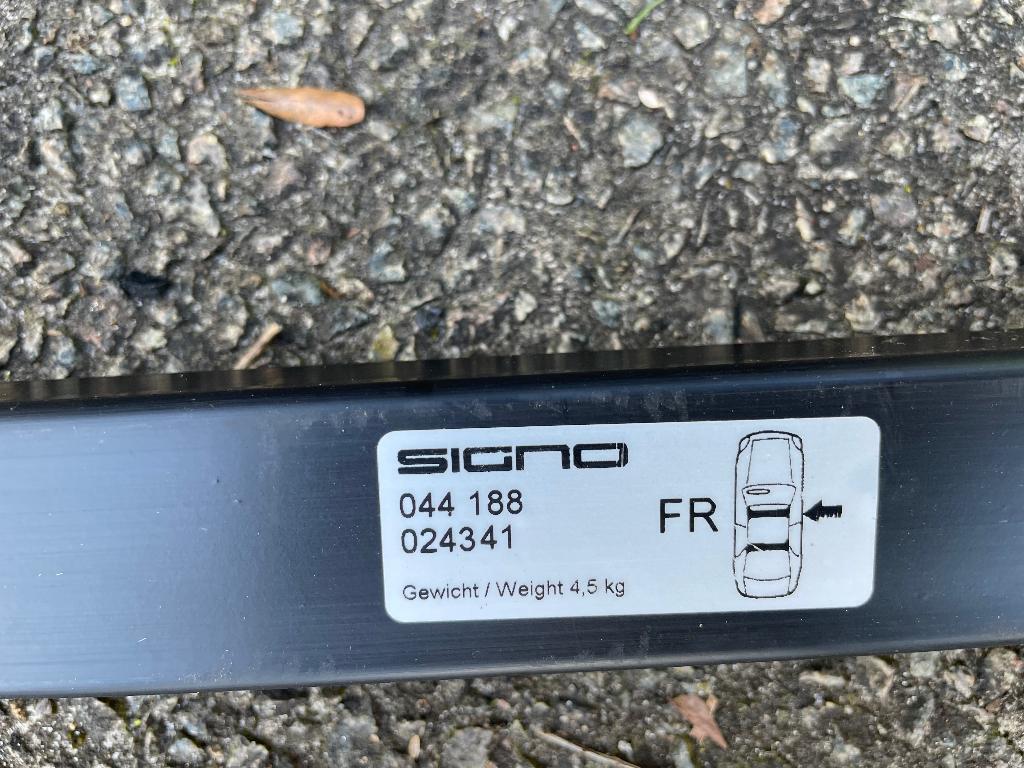 SIGNO
044 188
024341
Gewicht / Weight 4,5 kg
FR